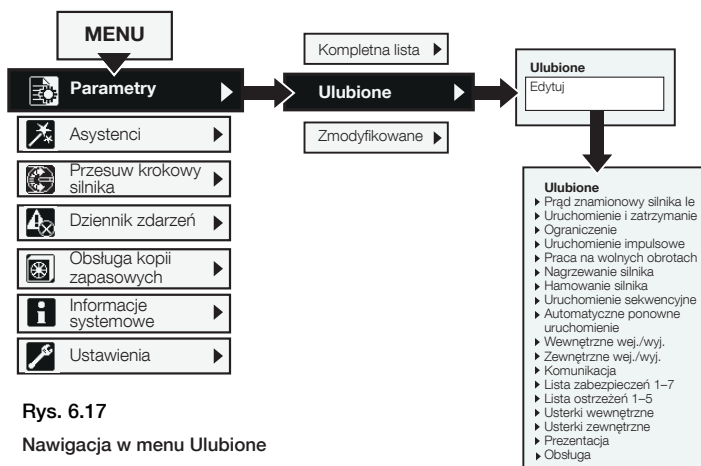 MENU
Parametry
Asystenci
Przesuw krokowy
silnika
Dziennik zdarzeń
Obsługa kopii
zapasowych
Informacje
systemowe
Ustawienia
Kompletna lista
Ulubione
Zmodyfikowane
Ulubione
Edytuj
Ulubione
Prąd znamionowy silnika Ie
Uruchomienie i zatrzymanie
Ograniczenie
Uruchomienie impulsowe
Praca na wolnych obrotach
Nagrzewanie silnika
Hamowanie silnika
Uruchomienie sekwencyjne
Automatyczne ponowne
uruchomienie
Wewnętrzne wej./wyj.
Zewnętrzne wej./wyj.
Komunikacja
Lista zabezpieczeń 1–7
Lista ostrzeżeń 1–5
Usterki wewnętrzne
Usterki zewnętrzne
Prezentacja
Obsługa
Rys. 6.17
Nawigacja w menu Ulubione